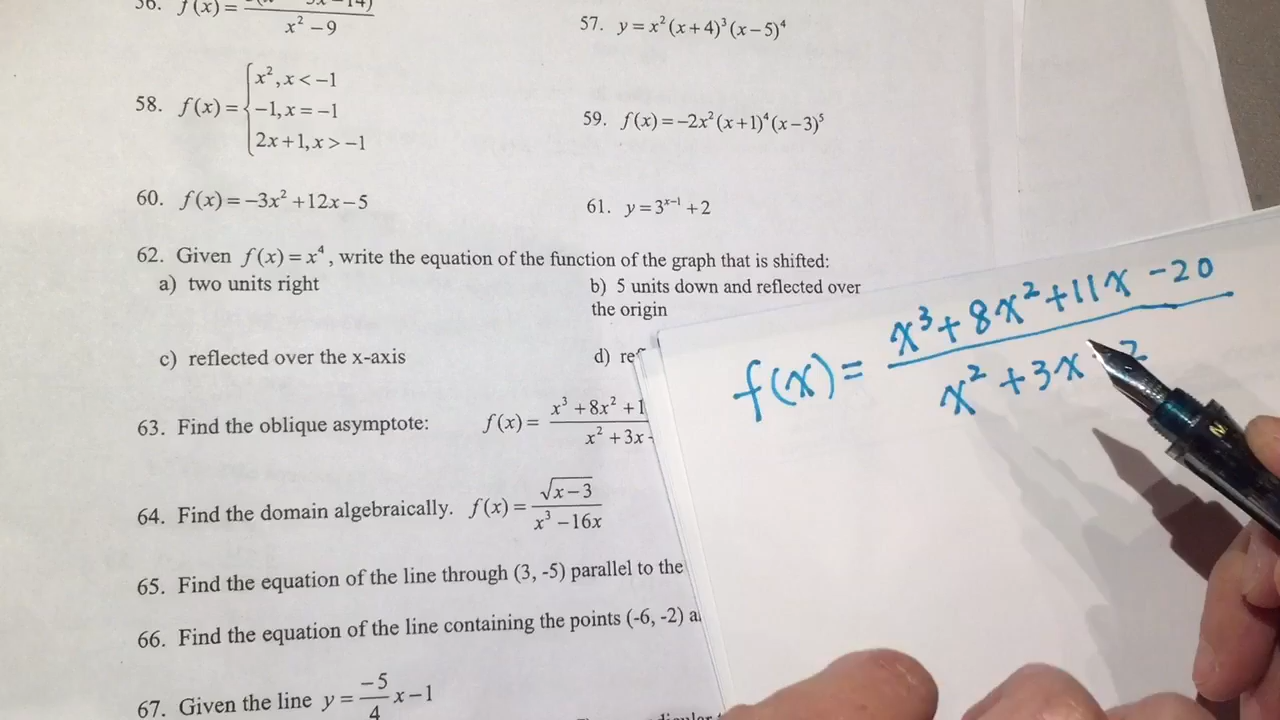 56. f(x) =
x² − 9
57. y = x²(x+4)³(x−5)⁴
58. f(x) = { x², x < −1
−1, x = −1
2x+1, x > −1
59. f(x) = −2x²(x+1)⁴(x−3)⁵
60. f(x) = −3x² + 12x − 5
61. y = 3ˣ⁻¹ + 2
62. Given f(x) = x⁴, write the equation of the function of the graph that is shifted:
a) two units right
b) 5 units down and reflected over
the origin
c) reflected over the x-axis
d)
63. Find the oblique asymptote: f(x) =
x³ + 8x² + 1
x² + 3x
64. Find the domain algebraically. f(x) =
√x−3
x³ − 16x
65. Find the equation of the line through (3, -5) parallel to the
66. Find the equation of the line containing the points (-6, -2)
67. Given the line y = −5/4 x − 1
f(x) =
x³ + 8x² + 11x − 20
x² + 3x 2
N